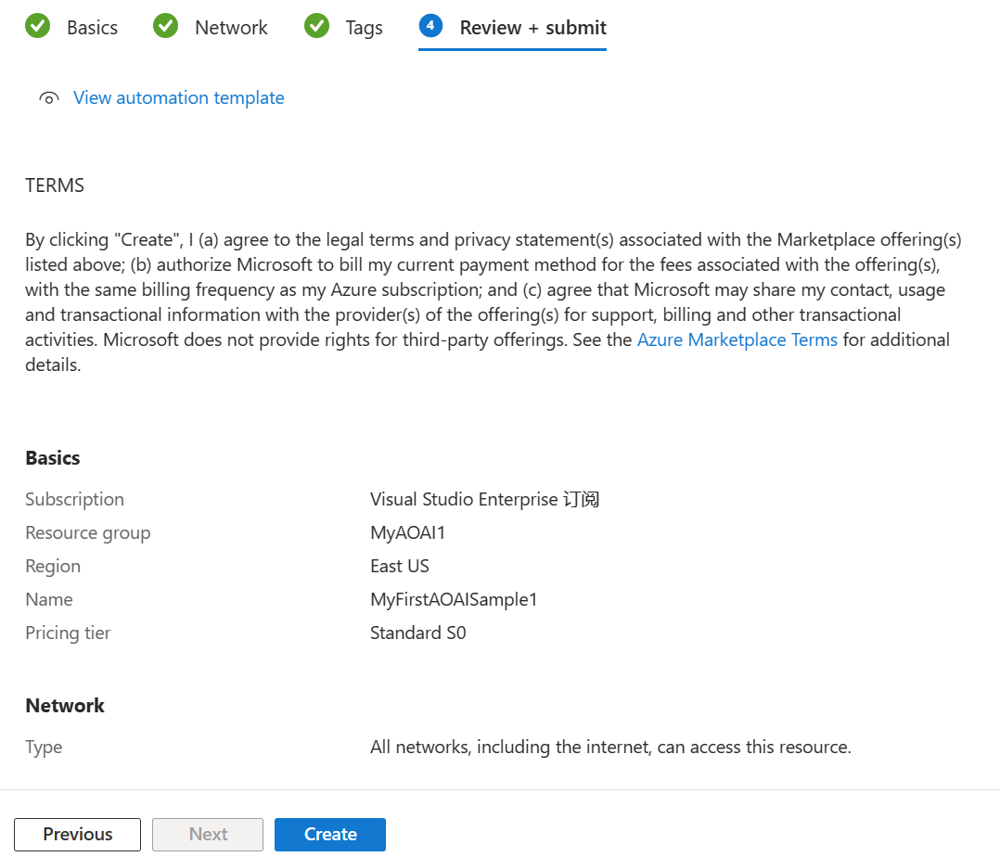 Basics Network Tags 4 Review + submit
View automation template
TERMS
By clicking "Create", I (a) agree to the legal terms and privacy statement(s) associated with the Marketplace offering(s)
listed above; (b) authorize Microsoft to bill my current payment method for the fees associated with the offering(s),
with the same billing frequency as my Azure subscription; and (c) agree that Microsoft may share my contact, usage
and transactional information with the provider(s) of the offering(s) for support, billing and other transactional
activities. Microsoft does not provide rights for third-party offerings. See the Azure Marketplace Terms for additional
details.
Basics
Subscription Visual Studio Enterprise 订阅
Resource group MyAOAI1
Region East US
Name MyFirstAOAISample1
Pricing tier Standard S0
Network
Type All networks, including the internet, can access this resource.
Previous Next Create